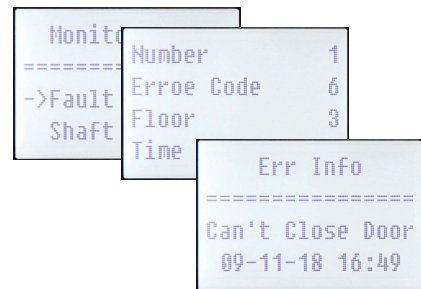 Monito
================
->Fault
Shaft
Number 1
Erroe Code 6
Floor 3
Time
Err Info
================
Can't Close Door
09-11-18 16:49